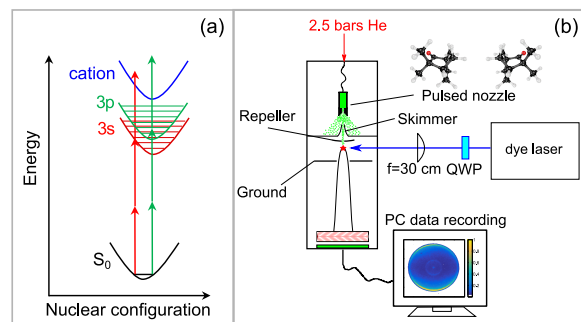 (a)
cation
3p
3s
S0
Energy
Nuclear configuration
(b)
2.5 bars He
Pulsed nozzle
Skimmer
Repeller
Ground
f=30 cm
QWP
dye laser
PC data recording